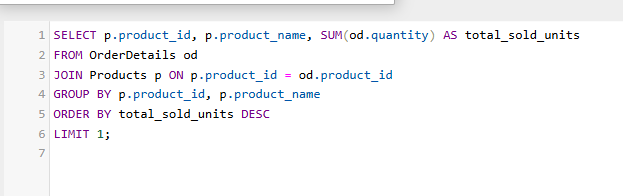 1 SELECT p.product_id, p.product_name, SUM(od.quantity) AS total_sold_units
2 FROM OrderDetails od
3 JOIN Products p ON p.product_id = od.product_id
4 GROUP BY p.product_id, p.product_name
5 ORDER BY total_sold_units DESC
6 LIMIT 1;
7